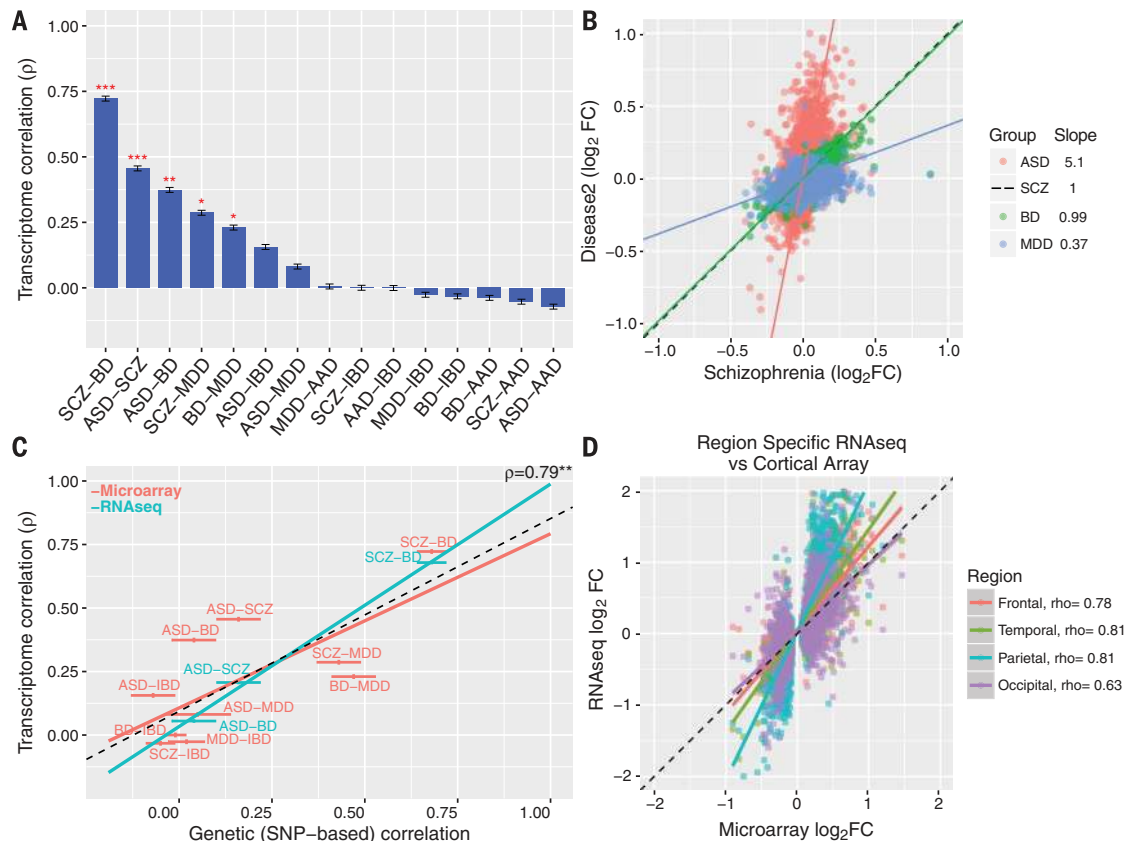 A
Transcriptome correlation (ρ)
1.00
0.75
0.50
0.25
0.00
***
***
**
*
*
SCZ−BD
ASD−SCZ
ASD−BD
SCZ−MDD
BD−MDD
ASD−IBD
ASD−MDD
MDD−AAD
SCZ−IBD
AAD−IBD
MDD−IBD
BD−IBD
BD−AAD
SCZ−AAD
ASD−AAD
B
Disease2 (log2 FC)
1.0
0.5
0.0
−0.5
−1.0
−1.0 −0.5 0.0 0.5 1.0
Schizophrenia (log2FC)
Group Slope
ASD 5.1
SCZ 1
BD 0.99
MDD 0.37
C
Transcriptome correlation (ρ)
1.00
0.75
0.50
0.25
0.00
ρ=0.79**
−Microarray
−RNAseq
SCZ−BD
SCZ−BD
ASD−SCZ
ASD−BD
SCZ−MDD
ASD−SCZ
BD−MDD
ASD−IBD
ASD−MDD
BD−IBD
ASD−BD
MDD−IBD
SCZ−IBD
0.00 0.25 0.50 0.75 1.00
Genetic (SNP−based) correlation
D
Region Specific RNAseq
vs Cortical Array
RNAseq log2 FC
2
1
0
−1
−2
−2 −1 0 1 2
Microarray log2FC
Region
Frontal, rho= 0.78
Temporal, rho= 0.81
Parietal, rho= 0.81
Occipital, rho= 0.63